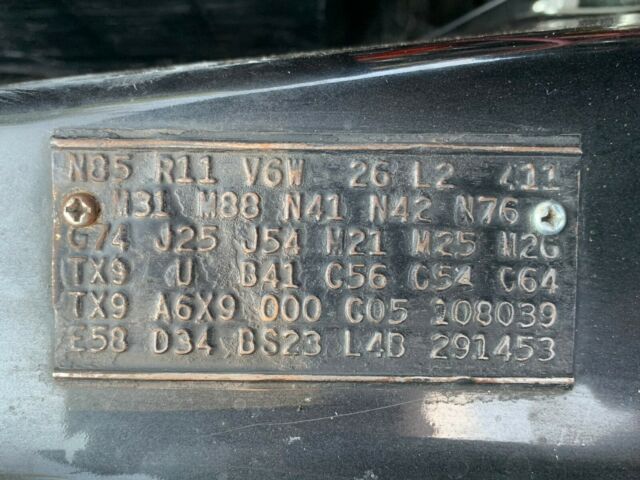 N85 R11 V6W 26 L2 411
M31 M88 N41 N42 N76
G74 J25 J54 M21 M25 M26
TX9 U B41 C56 C54 C64
TX9 A6X9 000 C05 108039
E58 D34 BS23 L4B 291453